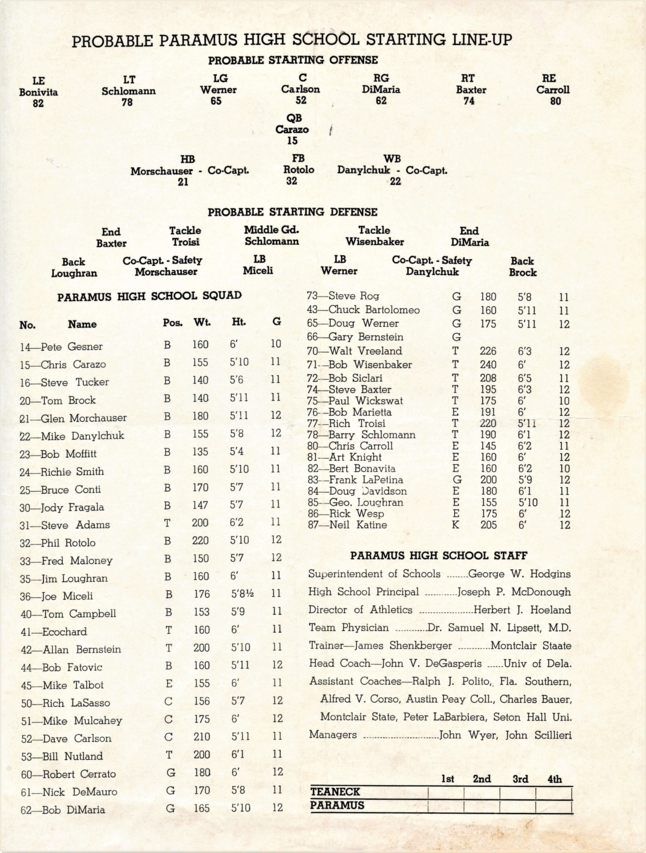 PROBABLE PARAMUS HIGH SCHOOL STARTING LINE-UP
PROBABLE STARTING OFFENSE
LE LT LG C RG RT RE
Bonivita Schlomann Werner Carlson DiMaria Baxter Carroll
82 78 65 52 62 74 80
QB
Carazo
15
HB FB WB
Morschauser - Co-Capt. Rotolo Danylchuk - Co-Capt.
21 32 22
PROBABLE STARTING DEFENSE
End Tackle Middle Gd. Tackle End
Baxter Troisi Schlomann Wisenbaker DiMaria
Back Co-Capt. - Safety LB LB Co-Capt. - Safety Back
Loughran Morschauser Miceli Werner Danylchuk Brock
PARAMUS HIGH SCHOOL SQUAD
No. Name Pos. Wt. Ht. G
14—Pete Gesner B 160 6' 10
15—Chris Carazo B 155 5'10 11
16—Steve Tucker B 140 5'6 11
20—Tom Brock B 140 5'11 11
21—Glen Morchauser B 180 5'11 12
22—Mike Danylchuk B 155 5'8 12
23—Bob Moffitt B 135 5'4 11
24—Richie Smith B 160 5'10 11
25—Bruce Conti B 170 5'7 11
30—Jody Fragala B 147 5'7 11
31—Steve Adams T 200 6'2 11
32—Phil Rotolo B 220 5'10 12
33—Fred Maloney B 150 5'7 12
35—Jim Loughran B 160 6' 11
36—Joe Miceli B 176 5'8½ 11
40—Tom Campbell B 153 5'9 11
41—Ecochard T 160 6' 11
42—Allan Bernstein T 200 5'10 11
44—Bob Fatovic B 160 5'11 12
45—Mike Talbot E 155 6' 11
50—Rich LaSasso C 156 5'7 12
51—Mike Mulcahey C 175 6' 12
52—Dave Carlson C 210 5'11 11
53—Bill Nutland T 200 6'1 11
60—Robert Cerrato G 180 6' 12
61—Nick DeMauro G 170 5'8 11
62—Bob DiMaria G 165 5'10 12
73—Steve Rog G 180 5'8 11
43—Chuck Bartolomeo G 160 5'11 11
65—Doug Werner G 175 5'11 12
66—Gary Bernstein G
70—Walt Vreeland T 226 6'3 12
71—Bob Wisenbaker T 240 6' 12
72—Bob Siclari T 208 6'5 11
74—Steve Baxter T 195 6'3 12
75—Paul Wickswat T 175 6' 10
76—Bob Marietta E 191 6' 12
77—Rich Troisi T 220 5'11 12
78—Barry Schlomann T 190 6'1 12
80—Chris Carroll E 145 6'2 11
81—Art Knight E 160 6' 12
82—Bert Bonavita E 160 6'2 10
83—Frank LaPetina G 200 5'9 12
84—Doug Davidson E 180 6'1 11
85—Geo. Loughran E 155 5'10 11
86—Rick Wesp E 175 6' 12
87—Neil Katine K 205 6' 12
PARAMUS HIGH SCHOOL STAFF
Superintendent of Schools .......George W. Hodgins
High School Principal ...........Joseph P. McDonough
Director of Athletics ...................Herbert J. Hoeland
Team Physician ...........Dr. Samuel N. Lipsett, M.D.
Trainer—James Shenkberger ...........Montclair Staate
Head Coach—John V. DeGasperis ......Univ of Dela.
Assistant Coaches—Ralph J. Polito, Fla. Southern,
Alfred V. Corso, Austin Peay Coll., Charles Bauer,
Montclair State, Peter LaBarbiera, Seton Hall Uni.
Managers ..........................John Wyer, John Scillieri
1st 2nd 3rd 4th
TEANECK
PARAMUS